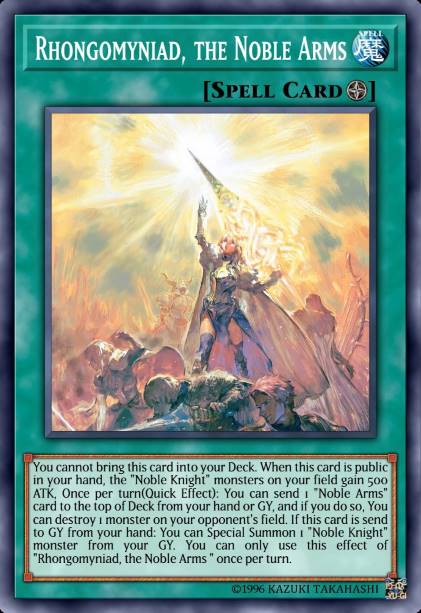 RHONGOMYNIAD, THE NOBLE ARMS
SPELL
魔
[SPELL CARD]
You cannot bring this card into your Deck. When this card is public
in your hand, the "Noble Knight" monsters on your field gain 500
ATK, Once per turn(Quick Effect): You can send 1 "Noble Arms"
card to the top of Deck from your hand or GY, and if you do so, You
can destroy 1 monster on your opponent's field. If this card is send
to GY from your hand: You can Special Summon 1 "Noble Knight"
monster from your GY. You can only use this effect of
"Rhongomyniad, the Noble Arms " once per turn.
©1996 KAZUKI TAKAHASHI